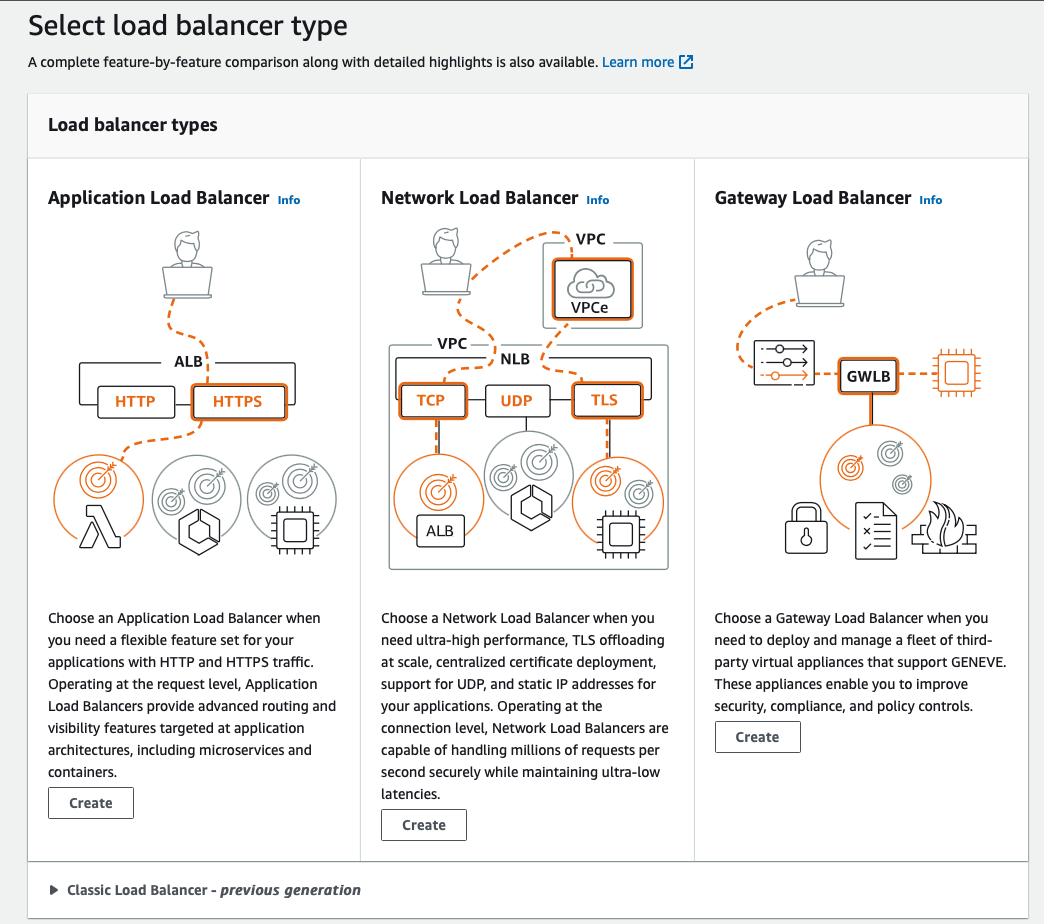 Select load balancer type
A complete feature-by-feature comparison along with detailed highlights is also available. Learn more
Load balancer types
Application Load Balancer Info
ALB
HTTP
HTTPS
Choose an Application Load Balancer when
you need a flexible feature set for your
applications with HTTP and HTTPS traffic.
Operating at the request level, Application
Load Balancers provide advanced routing and
visibility features targeted at application
architectures, including microservices and
containers.
Create
Network Load Balancer Info
VPC
VPCe
VPC
NLB
TCP
UDP
TLS
ALB
Choose a Network Load Balancer when you
need ultra-high performance, TLS offloading
at scale, centralized certificate deployment,
support for UDP, and static IP addresses for
your applications. Operating at the
connection level, Network Load Balancers are
capable of handling millions of requests per
second securely while maintaining ultra-low
latencies.
Create
Gateway Load Balancer Info
GWLB
Choose a Gateway Load Balancer when you
need to deploy and manage a fleet of third-
party virtual appliances that support GENEVE.
These appliances enable you to improve
security, compliance, and policy controls.
Create
Classic Load Balancer - previous generation